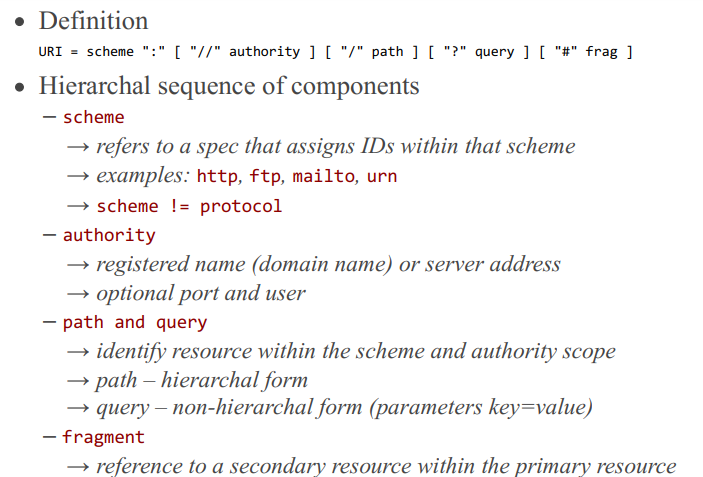 • Definition
URI = scheme ":" [ "//" authority ] [ "/" path ] [ "?" query ] [ "#" frag ]
• Hierarchal sequence of components
– scheme
→ refers to a spec that assigns IDs within that scheme
→ examples: http, ftp, mailto, urn
→ scheme != protocol
– authority
→ registered name (domain name) or server address
→ optional port and user
– path and query
→ identify resource within the scheme and authority scope
→ path – hierarchal form
→ query – non-hierarchal form (parameters key=value)
– fragment
→ reference to a secondary resource within the primary resource